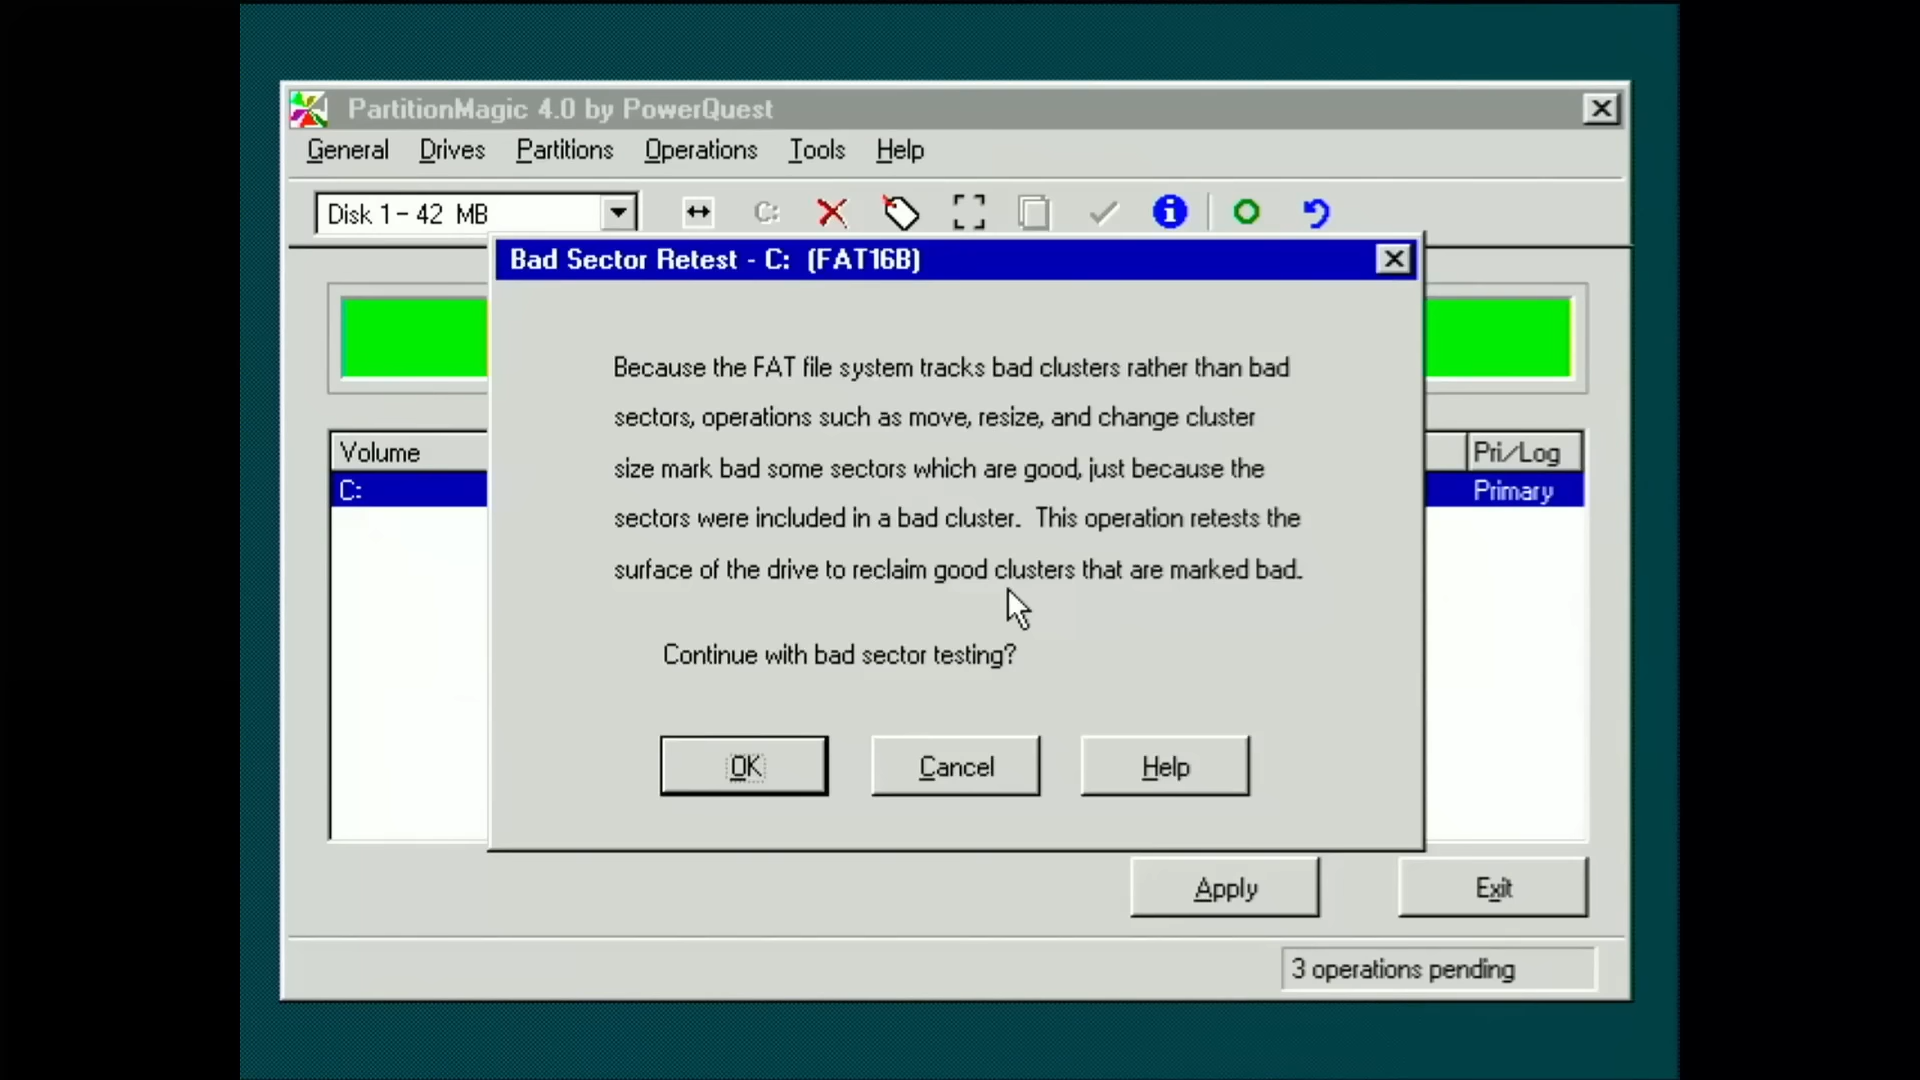 PartitionMagic 4.0 by PowerQuest
General Drives Partitions Operations Tools Help
Disk 1 - 42 MB C:
Bad Sector Retest - C: (FAT16B)
Because the FAT file system tracks bad clusters rather than bad
sectors, operations such as move, resize, and change cluster
size mark bad some sectors which are good, just because the
sectors were included in a bad cluster. This operation retests the
surface of the drive to reclaim good clusters that are marked bad.
Continue with bad sector testing?
OK Cancel Help
Volume Pri/Log
C: Primary
Apply Exit
3 operations pending